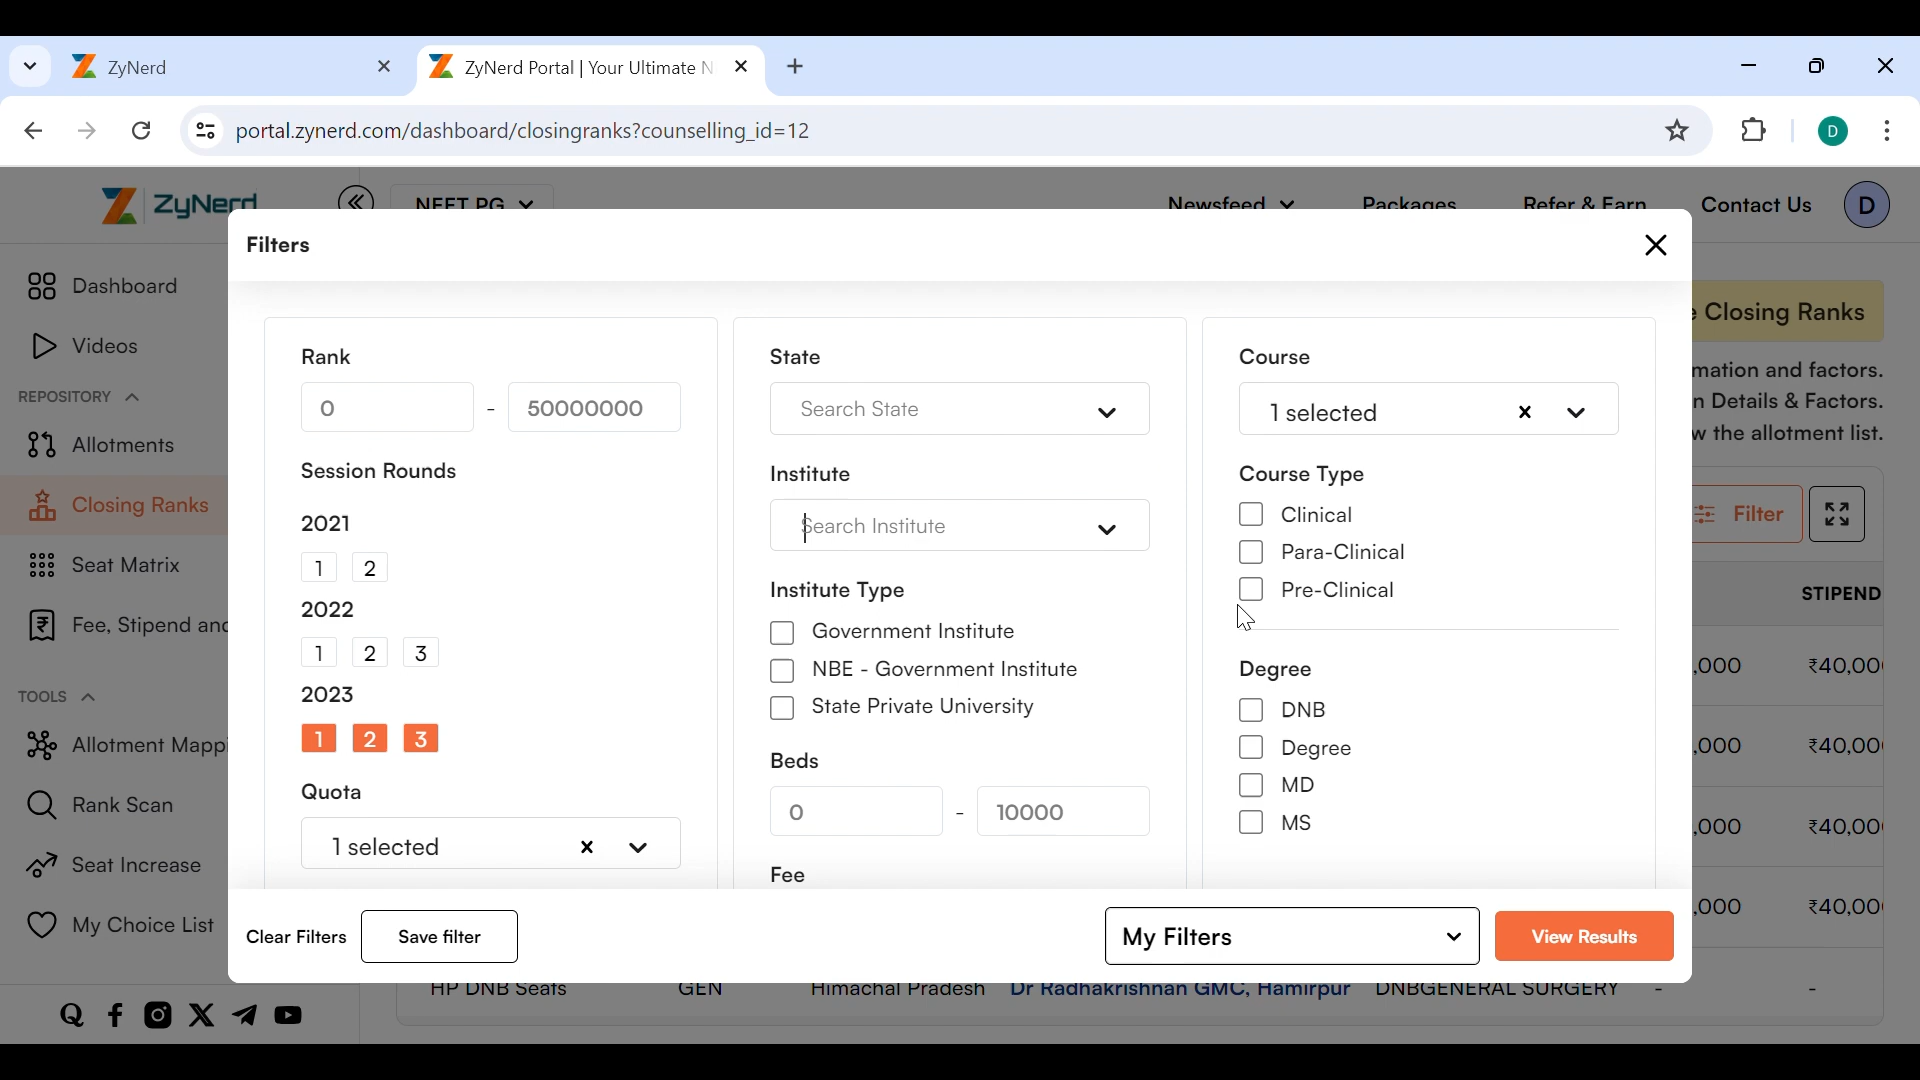 ZyNerd
ZyNerd Portal | Your Ultimate N
portal.zynerd.com/dashboard/closingranks?counselling_id=12
D
ZyNerd
NEET PG
Newsfeed
Packages
Refer & Earn
Contact Us
D
Dashboard
Videos
REPOSITORY
Allotments
Closing Ranks
Seat Matrix
Fee, Stipend and
TOOLS
Allotment Mappi
Rank Scan
Seat Increase
My Choice List
Filters
Rank
0 - 50000000
Session Rounds
2021
1 2
2022
1 2 3
2023
1 2 3
Quota
1 selected
State
Search State
Institute
Search Institute
Institute Type
Government Institute
NBE - Government Institute
State Private University
Beds
0 - 10000
Fee
Course
1 selected
Course Type
Clinical
Para-Clinical
Pre-Clinical
Degree
DNB
Degree
MD
MS
Clear Filters
Save filter
My Filters
View Results
Closing Ranks
mation and factors.
n Details & Factors.
w the allotment list.
Filter
STIPEND
,000 ₹40,00
,000 ₹40,00
,000 ₹40,00
,000 ₹40,00
HP DNB Seats GEN Himachal Pradesh Dr Radhakrishnan GMC, Hamirpur DNBGENERAL SURGERY - -